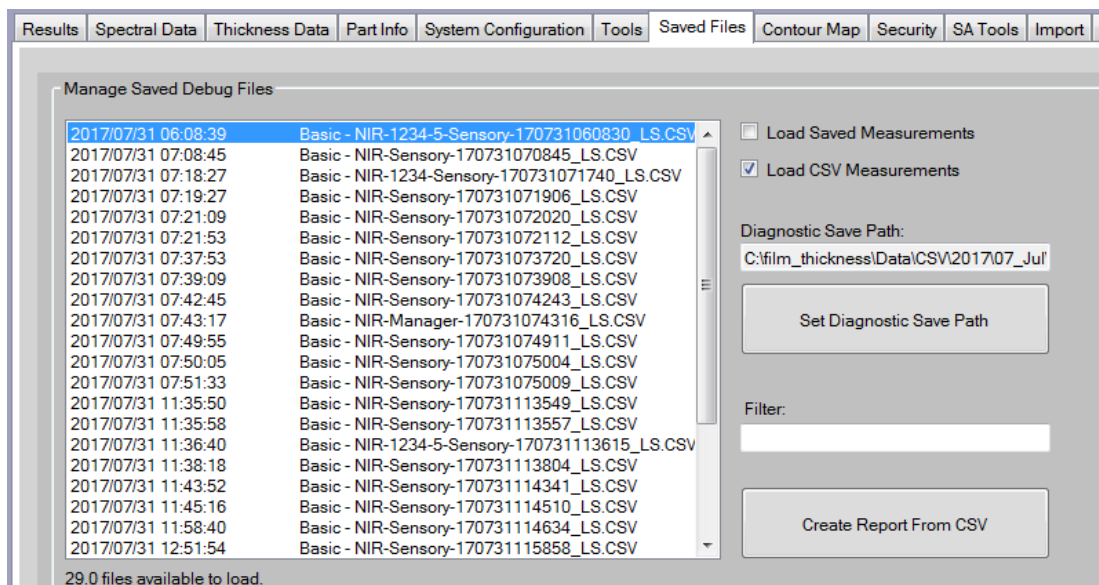 Results Spectral Data Thickness Data Part Info System Configuration Tools Saved Files Contour Map Security SA Tools Import
Manage Saved Debug Files
2017/07/31 06:08:39 Basic - NIR-1234-5-Sensory-170731060830_LS.CSV
2017/07/31 07:08:45 Basic - NIR-Sensory-170731070845_LS.CSV
2017/07/31 07:18:27 Basic - NIR-1234-Sensory-170731071740_LS.CSV
2017/07/31 07:19:27 Basic - NIR-Sensory-170731071906_LS.CSV
2017/07/31 07:21:09 Basic - NIR-Sensory-170731072020_LS.CSV
2017/07/31 07:21:53 Basic - NIR-Sensory-170731072112_LS.CSV
2017/07/31 07:37:53 Basic - NIR-Sensory-170731073720_LS.CSV
2017/07/31 07:39:09 Basic - NIR-Sensory-170731073908_LS.CSV
2017/07/31 07:42:45 Basic - NIR-Sensory-170731074243_LS.CSV
2017/07/31 07:43:17 Basic - NIR-Manager-170731074316_LS.CSV
2017/07/31 07:49:55 Basic - NIR-Sensory-170731074911_LS.CSV
2017/07/31 07:50:05 Basic - NIR-Sensory-170731075004_LS.CSV
2017/07/31 07:51:33 Basic - NIR-Sensory-170731075009_LS.CSV
2017/07/31 11:35:50 Basic - NIR-Sensory-170731113549_LS.CSV
2017/07/31 11:35:58 Basic - NIR-Sensory-170731113557_LS.CSV
2017/07/31 11:36:40 Basic - NIR-1234-5-Sensory-170731113615_LS.CSV
2017/07/31 11:38:18 Basic - NIR-Sensory-170731113804_LS.CSV
2017/07/31 11:43:52 Basic - NIR-Sensory-170731114341_LS.CSV
2017/07/31 11:45:16 Basic - NIR-Sensory-170731114510_LS.CSV
2017/07/31 11:58:40 Basic - NIR-Sensory-170731114634_LS.CSV
2017/07/31 12:51:54 Basic - NIR-Sensory-170731115858_LS.CSV
29.0 files available to load.
Load Saved Measurements
Load CSV Measurements
Diagnostic Save Path:
C:\film_thickness\Data\CSV\2017\07_Jul\
Set Diagnostic Save Path
Filter:
Create Report From CSV